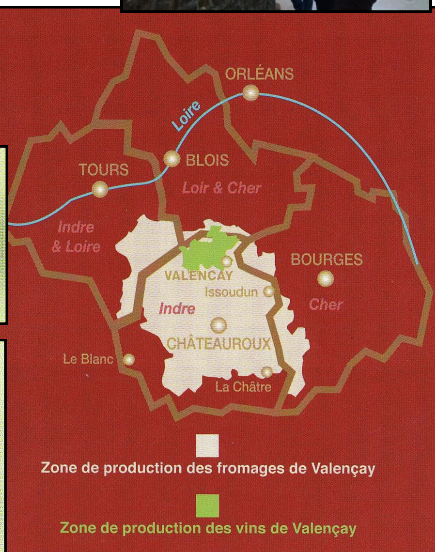 ORLÉANS
Loire
BLOIS
TOURS
Loir & Cher
Indre
& Loire
BOURGES
VALENCAY
Issoudun
Indre
Cher
CHÂTEAUROUX
Le Blanc
La Châtre
Zone de production des fromages de Valençay
Zone de production des vins de Valençay